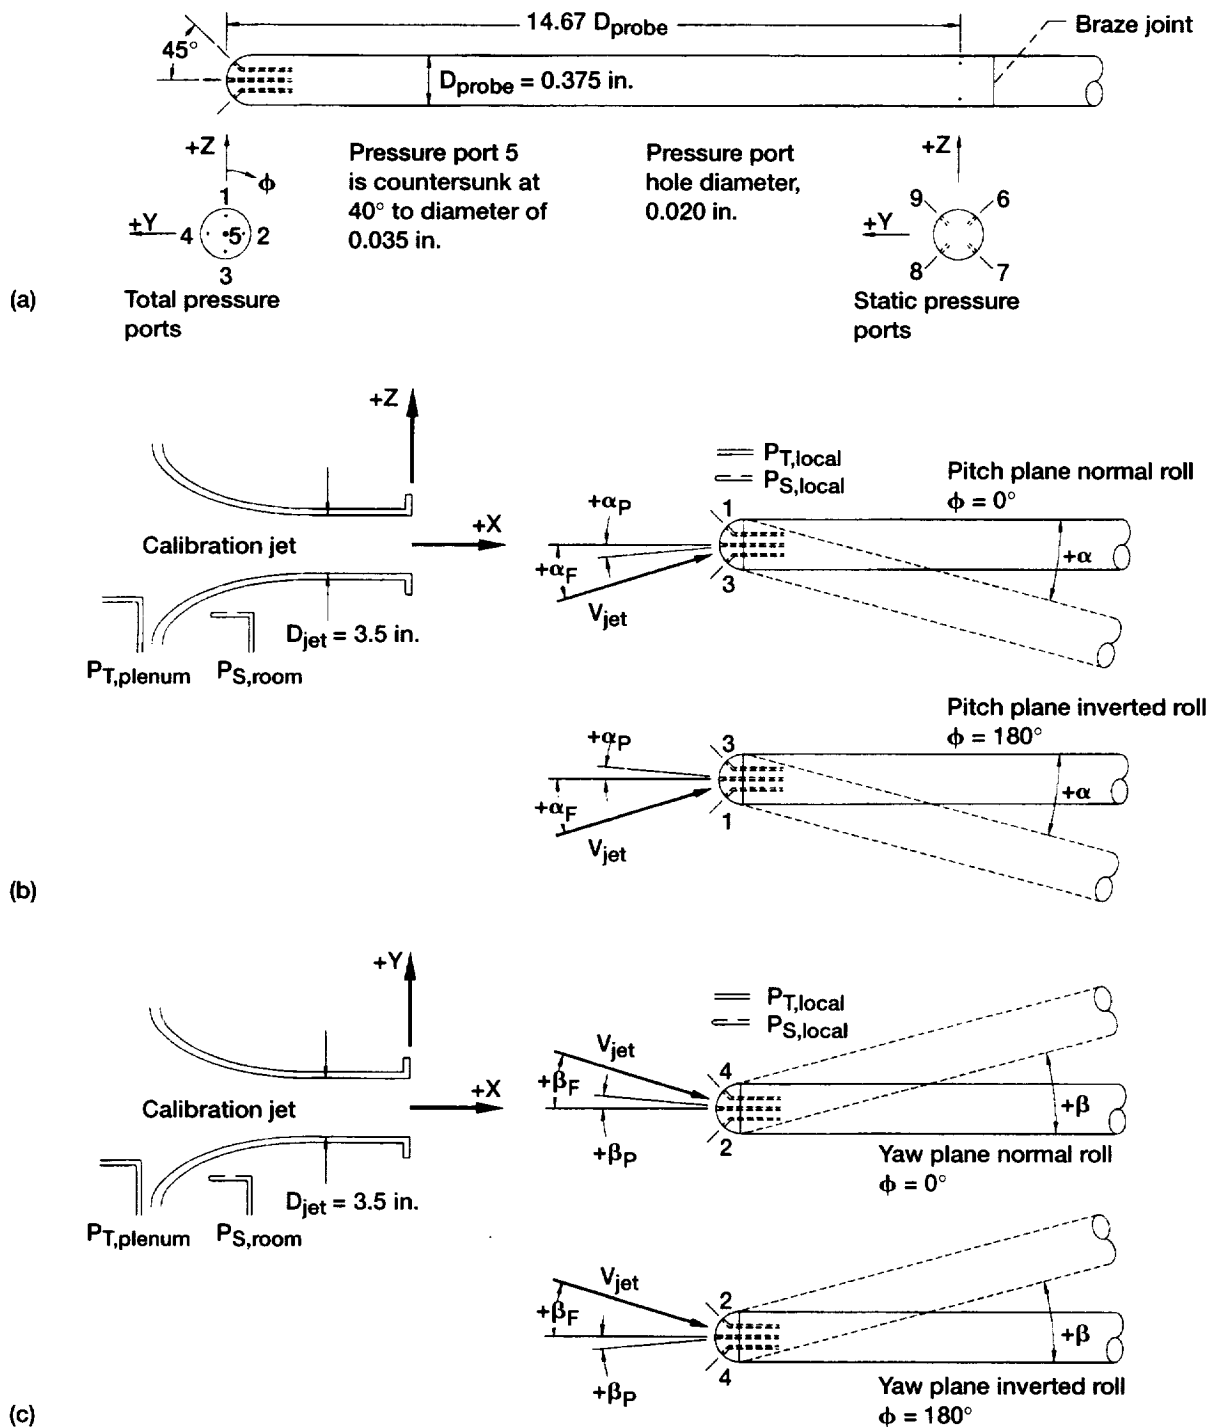 (a)
14.67 Dprobe
Braze joint
45°
Dprobe = 0.375 in.
+Z
ϕ
1
+Y
4
5
2
3
Total pressure
ports
Pressure port 5
is countersunk at
40° to diameter of
0.035 in.
Pressure port
hole diameter,
0.020 in.
+Z
9
6
+Y
8
7
Static pressure
ports
+Z
Calibration jet
+X
Djet = 3.5 in.
PT,plenum
PS,room
PT,local
PS,local
Pitch plane normal roll
ϕ = 0°
1
+αP
+αF
3
Vjet
+α
Pitch plane inverted roll
ϕ = 180°
3
+αP
+αF
1
Vjet
+α
(b)
+Y
Calibration jet
+X
Djet = 3.5 in.
PT,plenum
PS,room
PT,local
PS,local
Vjet
4
+βF
+βP
2
+β
Yaw plane normal roll
ϕ = 0°
Vjet
2
+βF
+βP
4
+β
Yaw plane inverted roll
ϕ = 180°
(c)